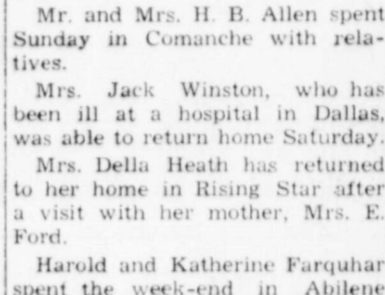 Mr. and Mrs. H. B. Allen spent
Sunday in Comanche with rela-
tives.
Mrs. Jack Winston, who has
been ill at a hospital in Dallas,
was able to return home Saturday.
Mrs. Della Heath has returned
to her home in Rising Star after
a visit with her mother, Mrs. E.
Ford.
Harold and Katherine Farquhar
spent the week-end in Abilene